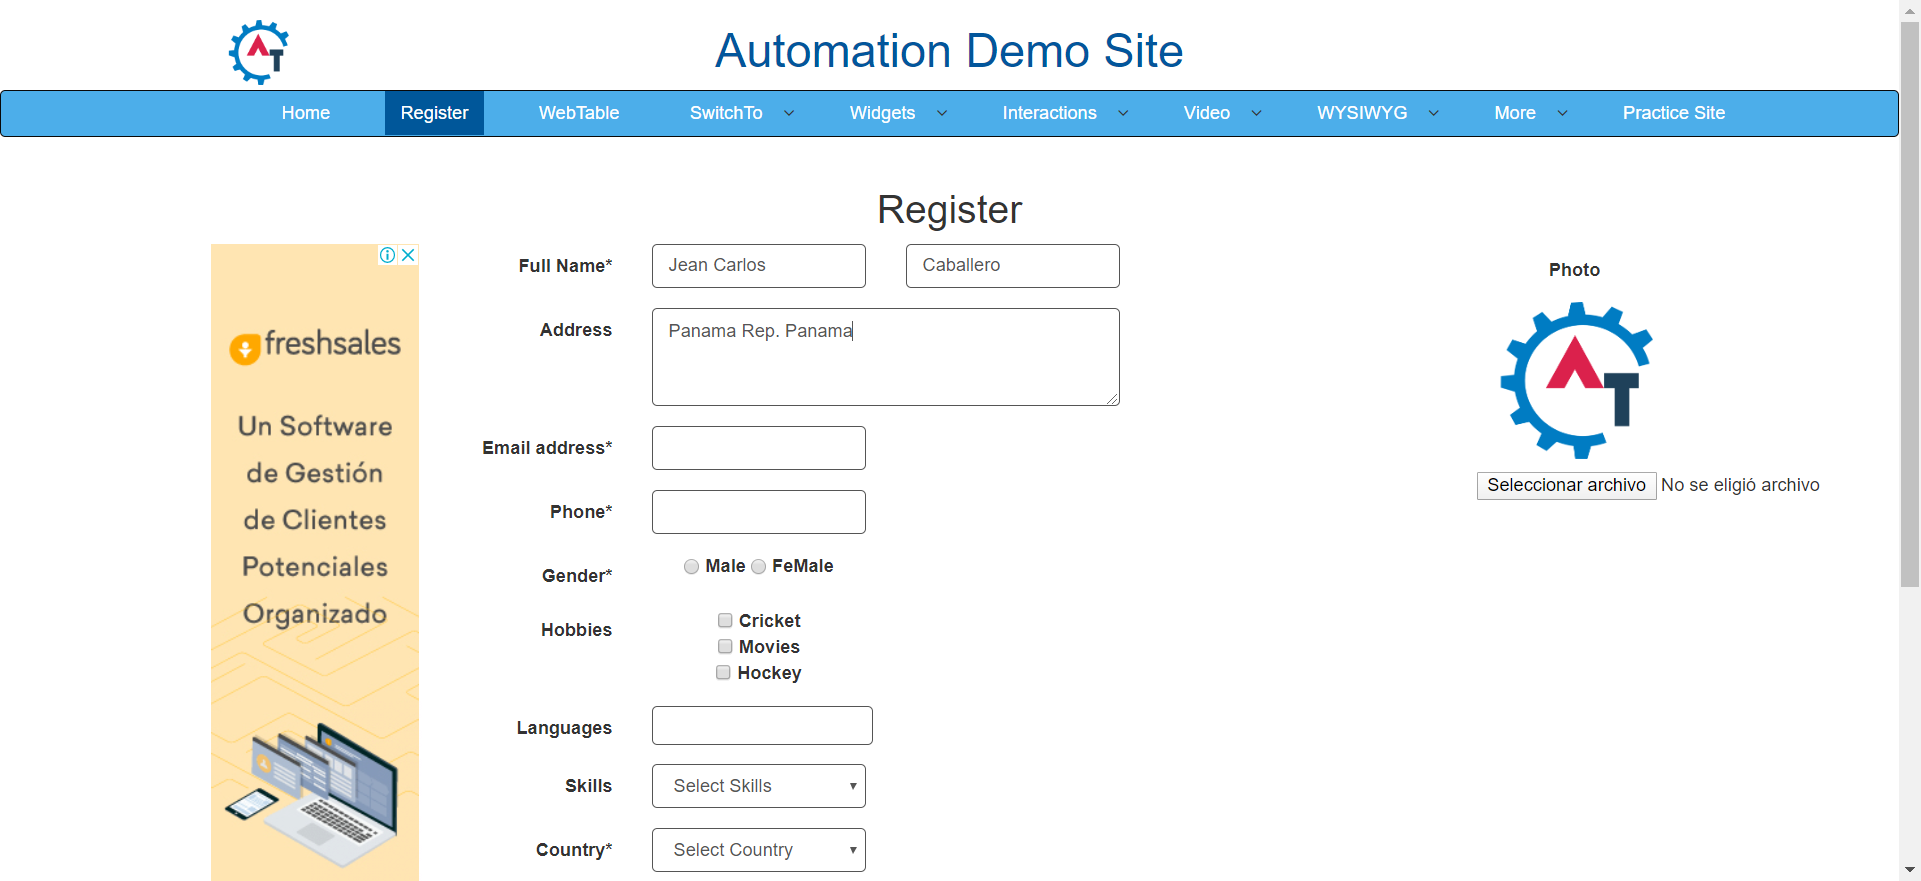 Automation Demo Site
Home Register WebTable SwitchTo Widgets Interactions Video WYSIWYG More Practice Site
Register
freshsales
Un Software
de Gestión
de Clientes
Potenciales
Organizado
Full Name* Jean Carlos Caballero
Address Panama Rep. Panama
Email address*
Phone*
Gender* Male FeMale
Hobbies Cricket
Movies
Hockey
Languages
Skills Select Skills
Country* Select Country
Photo
AT
Seleccionar archivo No se eligió archivo